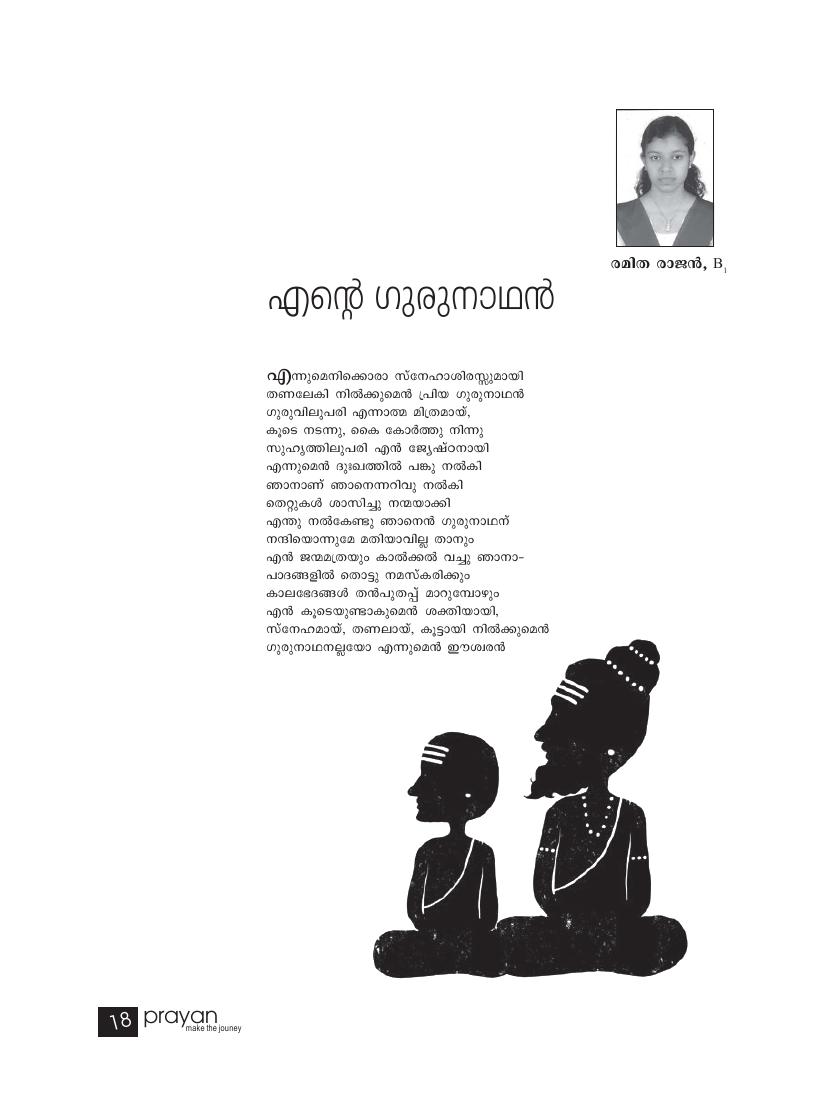 രമിത രാജൻ, B1
എന്റെ ഗുരുനാഥൻ
എന്നുമെനിക്കൊരാ സ്നേഹാശിരസ്സുമായി
തണലേകി നിൽക്കുമെൻ പ്രിയ ഗുരുനാഥൻ
ഗുരുവിലുപരി എന്നാത്മ മിത്രമായ്,
കൂടെ നടന്നു, കൈ കോർത്തു നിന്നു
സുഹൃത്തിലുപരി എൻ ജ്യേഷ്ഠനായി
എന്നുമെൻ ദുഃഖത്തിൽ പങ്കു നൽകി
ഞാനാണ് ഞാനെന്നറിവു നൽകി
തെറ്റുകൾ ശാസിച്ചു നന്മയാക്കി
എന്തു നൽകേണ്ടു ഞാനെൻ ഗുരുനാഥന്
നന്ദിയൊന്നുമേ മതിയാവില്ല താനും
എൻ ജന്മമത്രയും കാൽക്കൽ വച്ചു ഞാനാ-
പാദങ്ങളിൽ തൊട്ടു നമസ്കരിക്കും
കാലഭേദങ്ങൾ തൻപുതപ്പ് മാറുമ്പോഴും
എൻ കൂടെയുണ്ടാകുമെൻ ശക്തിയായി,
സ്നേഹമായ്, തണലായ്, കൂട്ടായി നിൽക്കുമെൻ
ഗുരുനാഥനല്ലയോ എന്നുമെൻ ഈശ്വരൻ
18 prayan
make the jouney